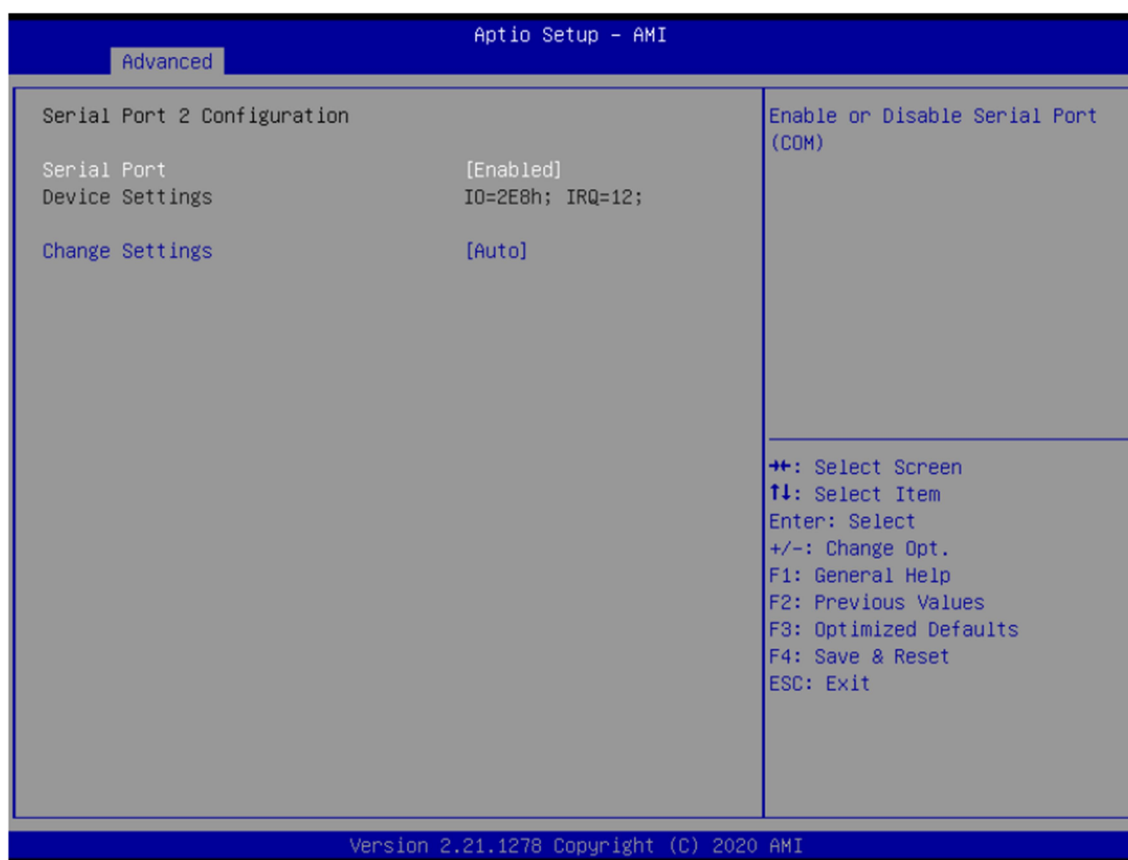 Aptio Setup – AMI
Advanced
Serial Port 2 Configuration
Serial Port [Enabled]
Device Settings IO=2E8h; IRQ=12;
Change Settings [Auto]
Enable or Disable Serial Port
(COM)
→←: Select Screen
↑↓: Select Item
Enter: Select
+/-: Change Opt.
F1: General Help
F2: Previous Values
F3: Optimized Defaults
F4: Save & Reset
ESC: Exit
Version 2.21.1278 Copyright (C) 2020 AMI